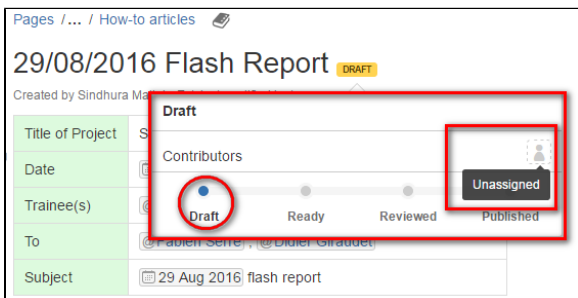 Pages /... / How-to articles
29/08/2016 Flash Report DRAFT
Created by Sindhura
Draft
Title of Project S
Contributors
Date
Unassigned
Trainee(s) @
Draft Ready Reviewed Published
To @Fabien Serre , @Didier Giraudet
Subject 29 Aug 2016 flash report